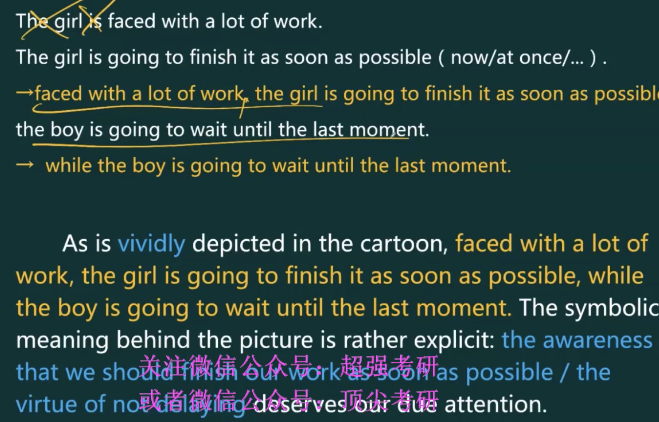 The girl is faced with a lot of work.
The girl is going to finish it as soon as possible ( now/at once/... ) .
→faced with a lot of work, the girl is going to finish it as soon as possible
the boy is going to wait until the last moment.
→ while the boy is going to wait until the last moment.
As is vividly depicted in the cartoon, faced with a lot of
work, the girl is going to finish it as soon as possible, while
the boy is going to wait until the last moment. The symbolic
meaning behind the picture is rather explicit: the awareness
that we should finish our work as soon as possible / the
关注微信公众号：超强考研
virtue of not delaying deserves our due attention.
或者微信公众号：顶尖考研